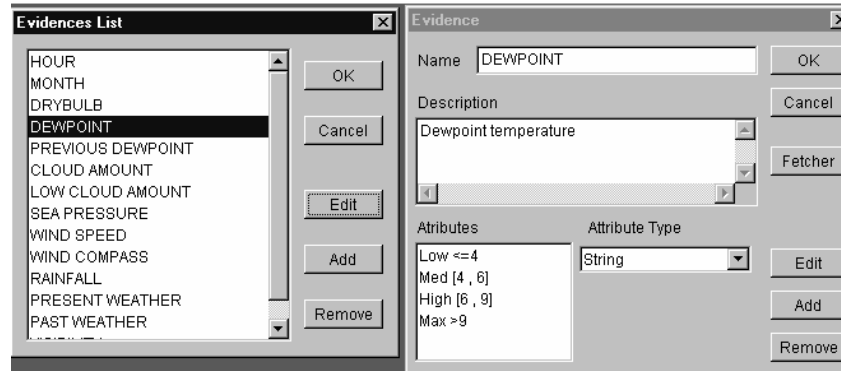 Evidences List
HOUR
MONTH
DRYBULB
DEWPOINT
PREVIOUS DEWPOINT
CLOUD AMOUNT
LOW CLOUD AMOUNT
SEA PRESSURE
WIND SPEED
WIND COMPASS
RAINFALL
PRESENT WEATHER
PAST WEATHER
OK
Cancel
Edit
Add
Remove
Evidence
Name DEWPOINT
Description
Dewpoint temperature
Atributes
Low <=4
Med [4 , 6]
High [6 , 9]
Max >9
Attribute Type
String
OK
Cancel
Fetcher
Edit
Add
Remove